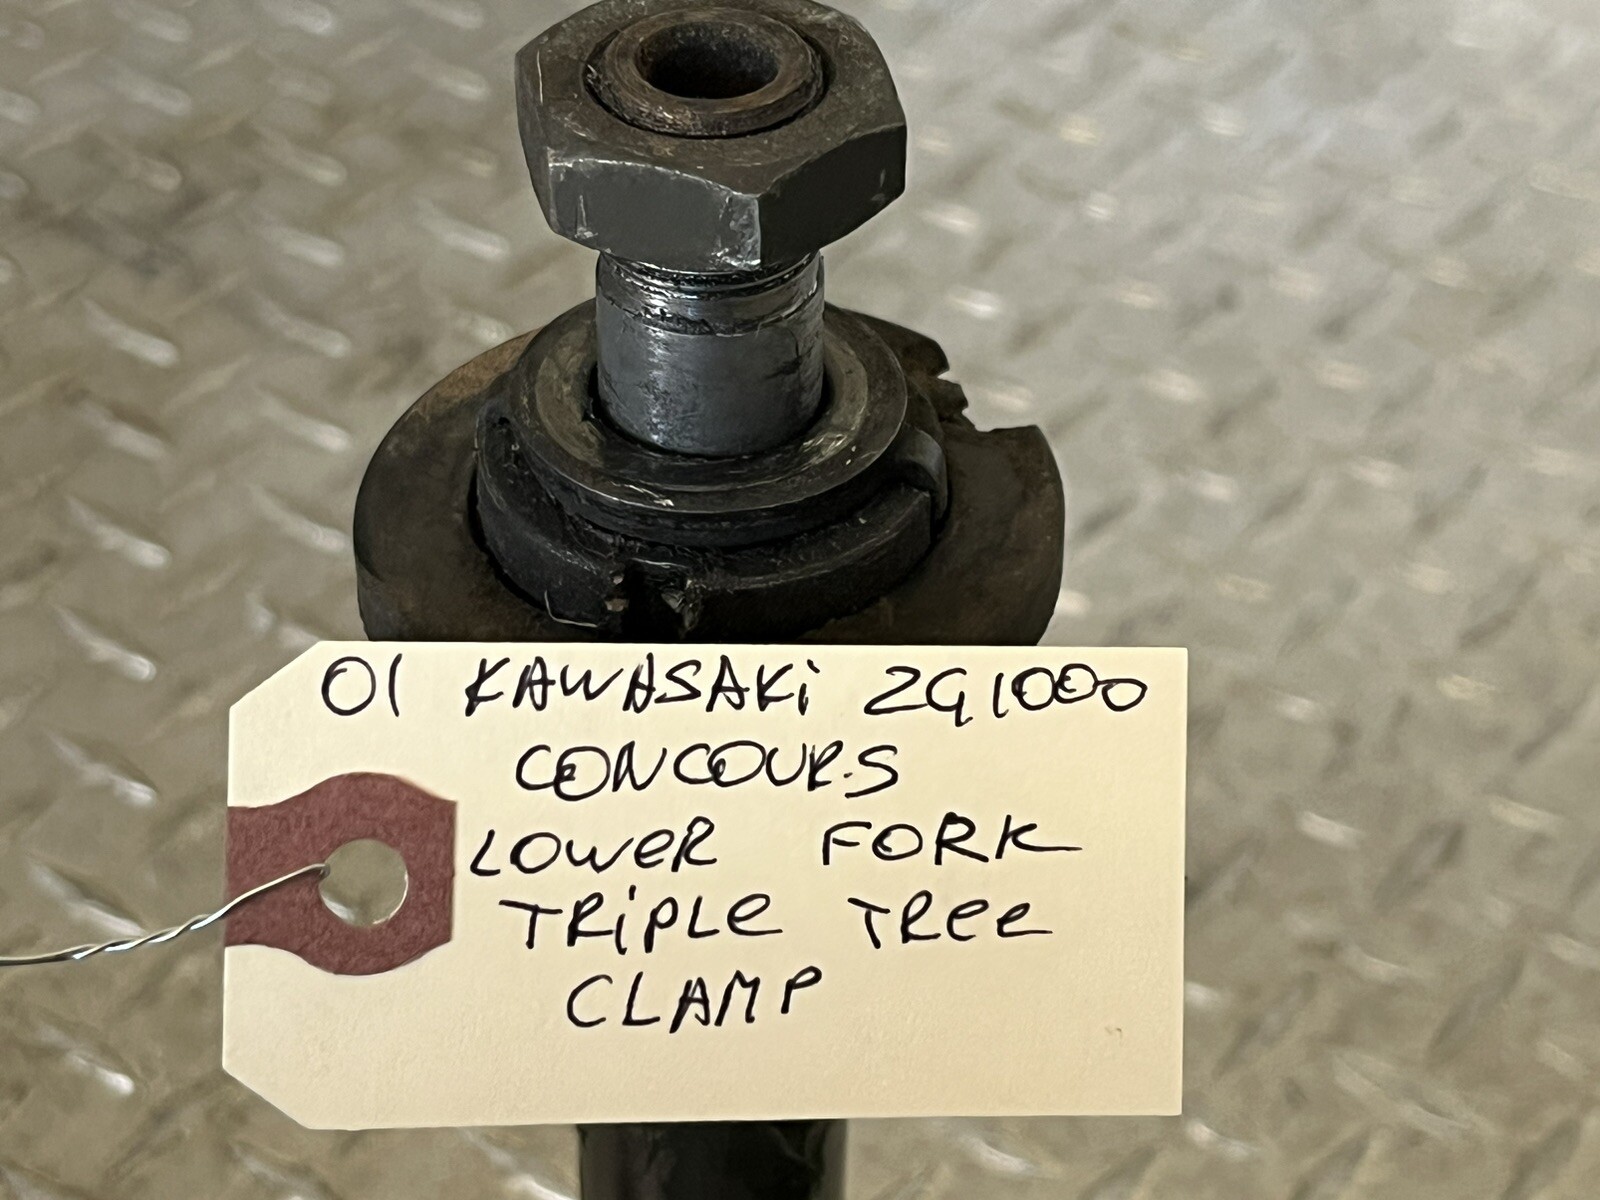 01 KAWASAKi ZG1000
CONCOURS
LOWeR FORK
TRiPLe TRee
CLAMP